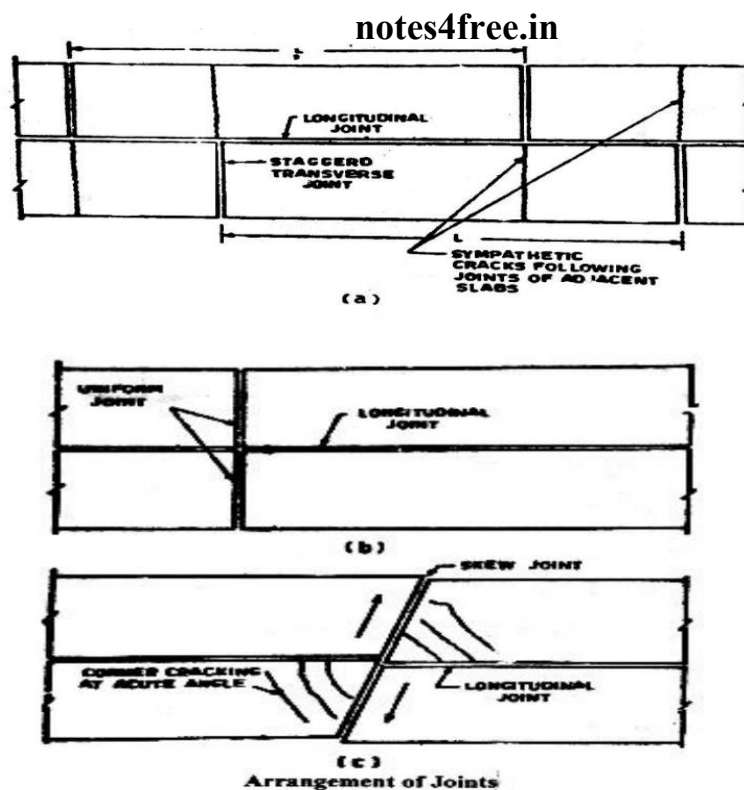 notes4free.in
L
LONGITUDINAL
JOINT
STAGGERD
TRANSVERSE
JOINT
L
SYMPATHETIC
CRACKS FOLLOWING
JOINTS OF ADJACENT
SLABS
(a)
UNIFORM
JOINT
LONGITUDINAL
JOINT
(b)
SKEW JOINT
CORNER CRACKING
AT ACUTE ANGLE
LONGITUDINAL
JOINT
(c)
Arrangement of Joints